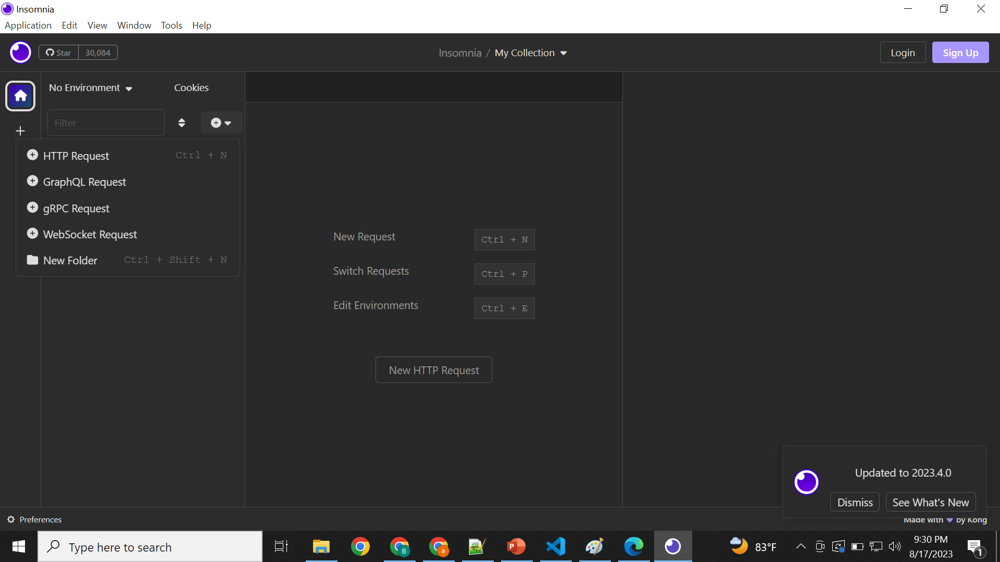 Insomnia
Application Edit View Window Tools Help
Star 30,084
Insomnia / My Collection
Login
Sign Up
No Environment
Cookies
Filter
HTTP Request Ctrl + N
GraphQL Request
gRPC Request
WebSocket Request
New Folder Ctrl + Shift + N
New Request Ctrl + N
Switch Requests Ctrl + P
Edit Environments Ctrl + E
New HTTP Request
Updated to 2023.4.0
Dismiss See What's New
Preferences
Made with by Kong
Type here to search
B
a
P
83°F
9:30 PM
8/17/2023
1